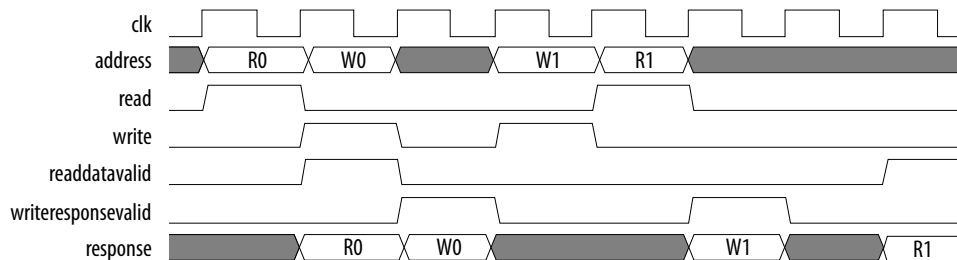 clk
address R0 W0 W1 R1
read
write
readdatavalid
writeresponsevalid
response R0 W0 W1 R1